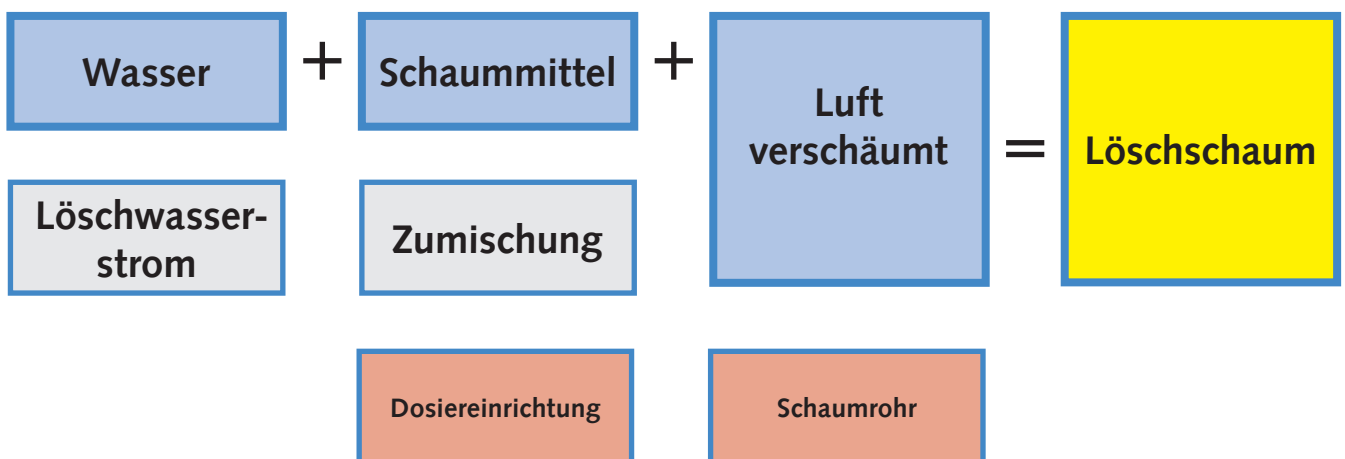 Wasser
+
Schaummittel
+
Luft
verschäumt
=
Löschschaum
Löschwasser-
strom
Zumischung
Dosiereinrichtung
Schaumrohr